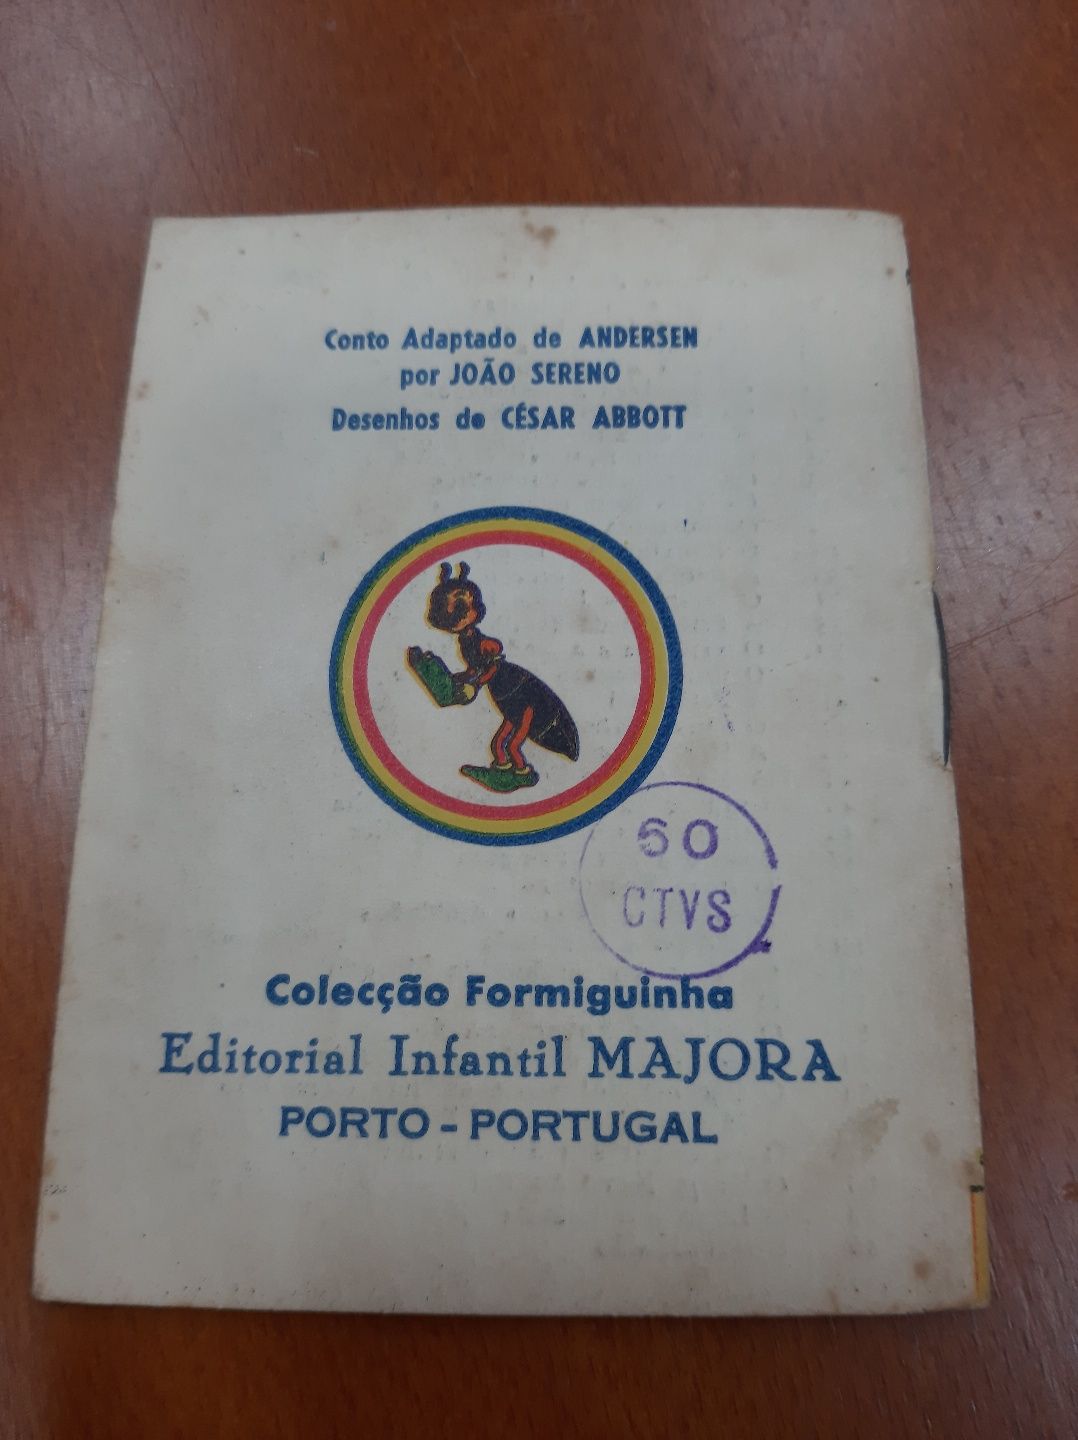 Conto Adaptado de ANDERSEN
por JOÃO SERENO
Desenhos de CÉSAR ABBOTT
60
CTVS
Colecção Formiguinha
Editorial Infantil MAJORA
PORTO - PORTUGAL